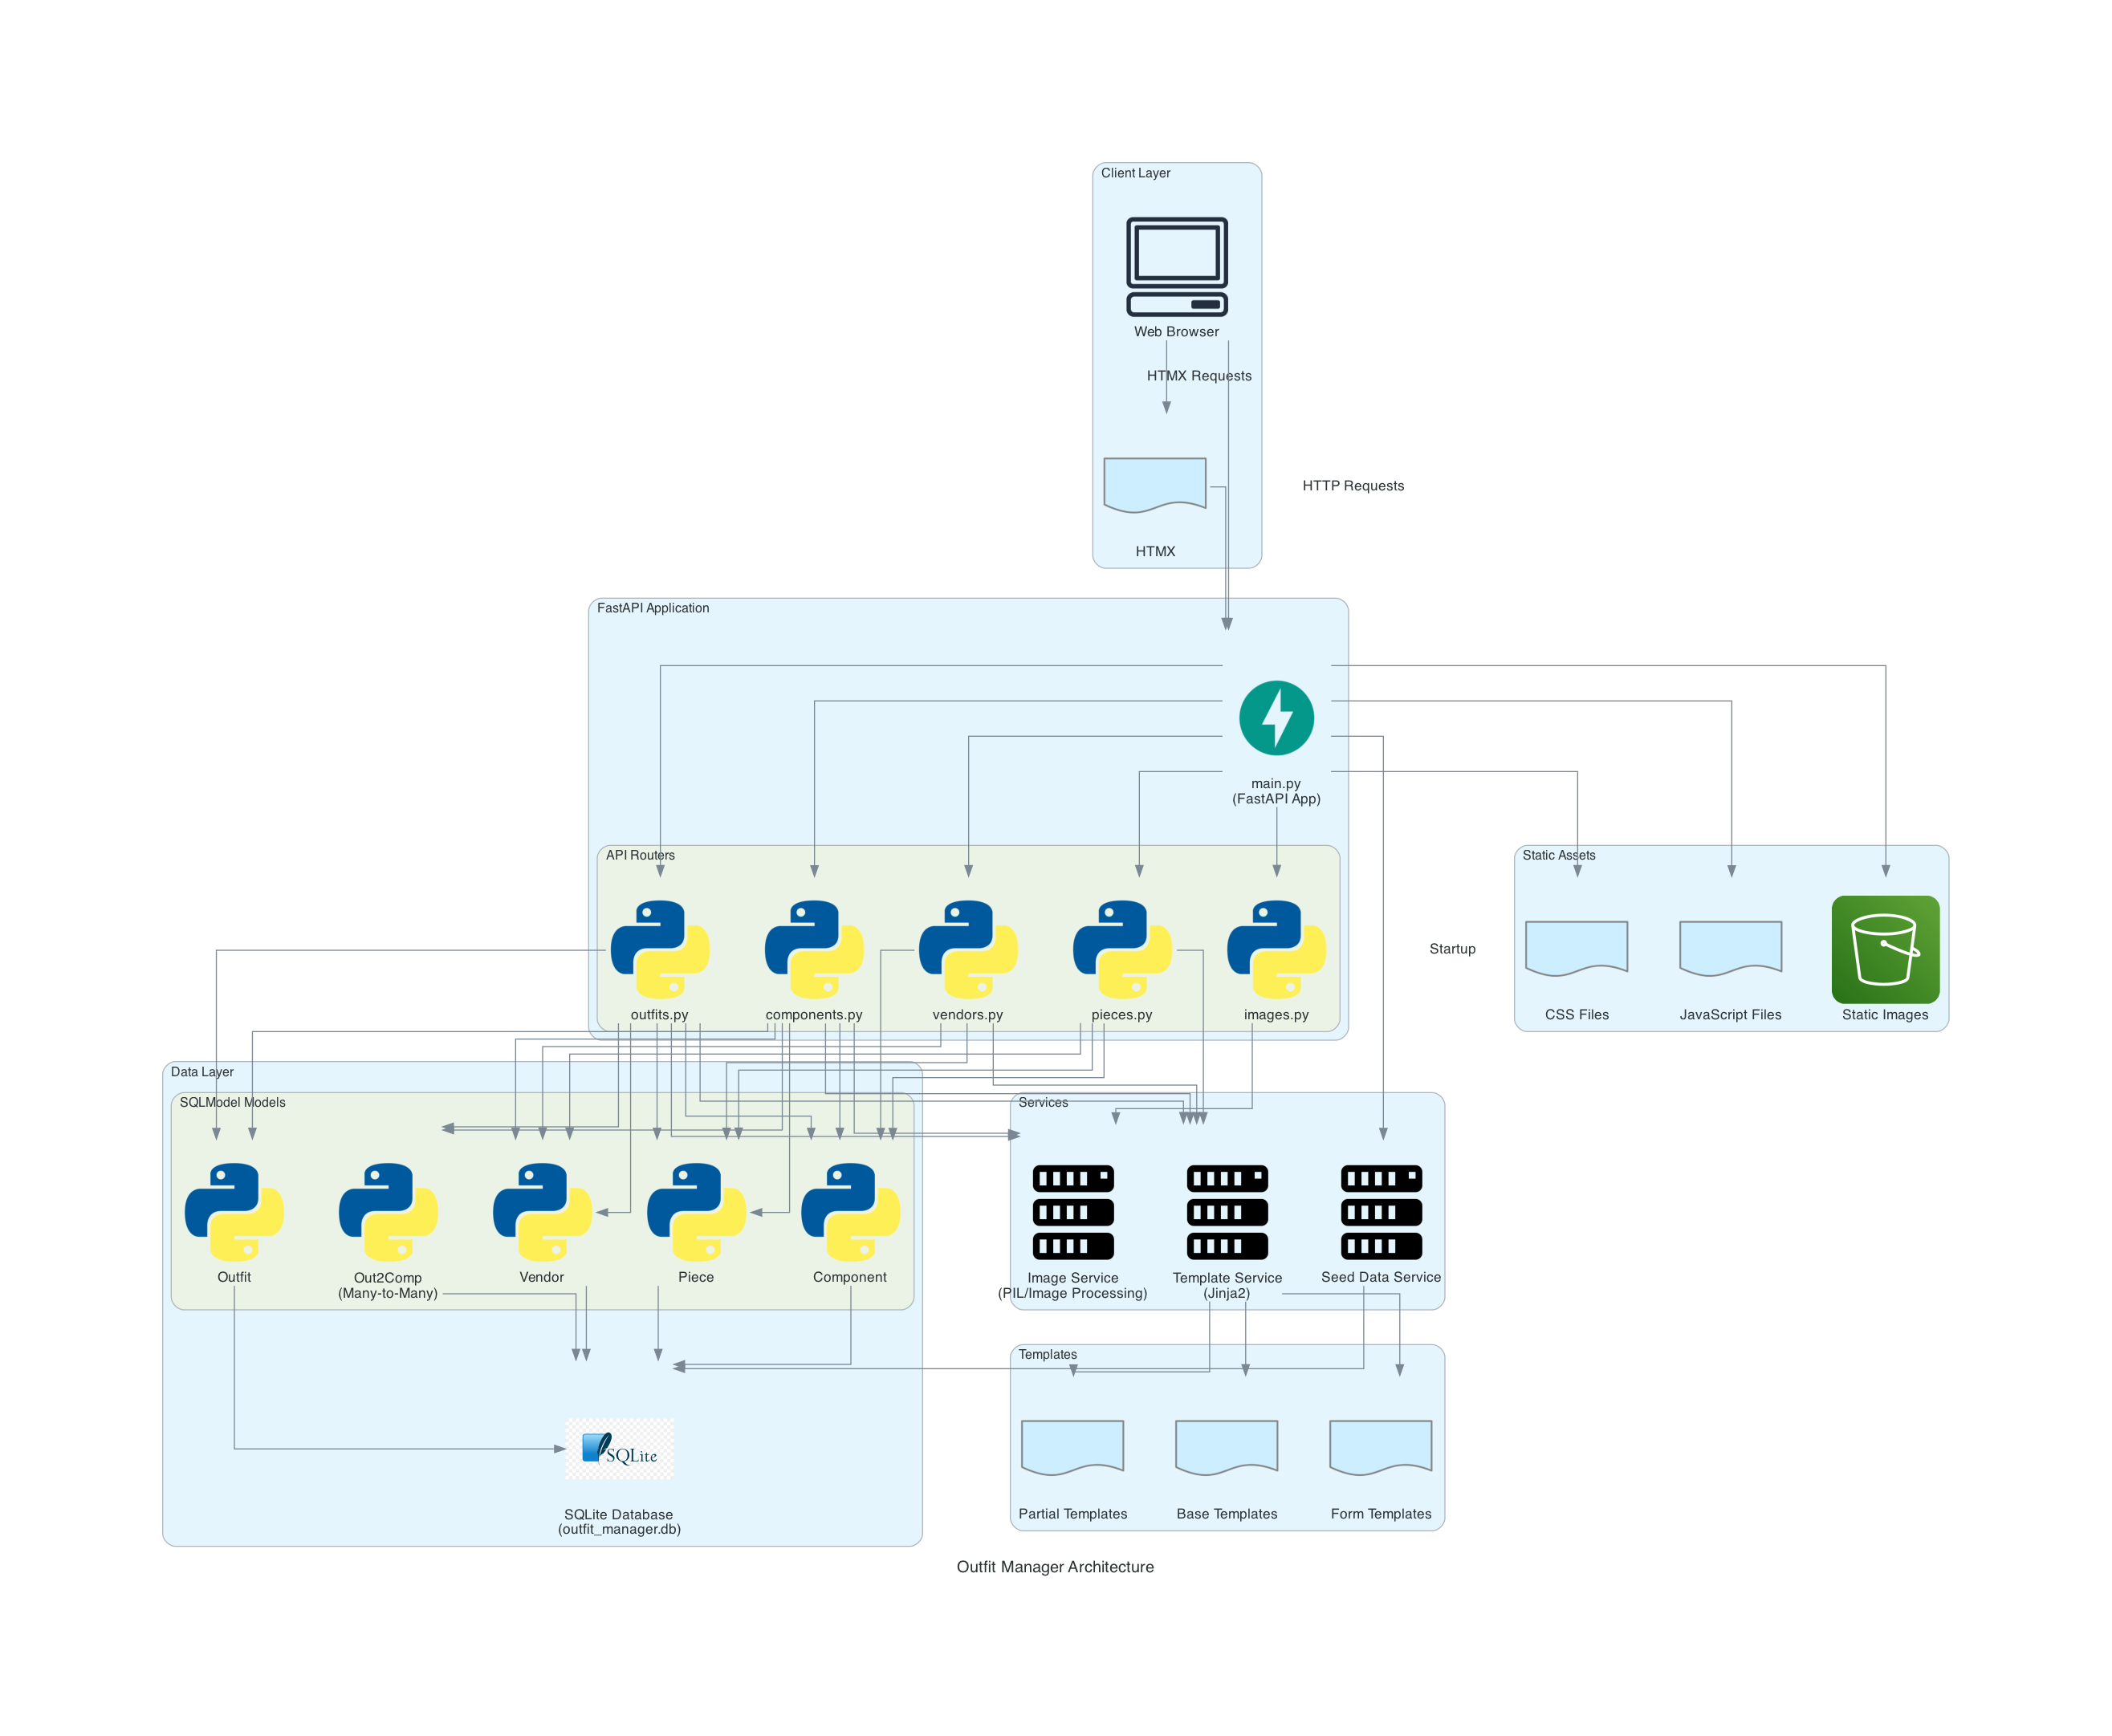 Client Layer
Web Browser
HTMX Requests
HTTP Requests
HTMX
FastAPI Application
main.py
(FastAPI App)
API Routers
outfits.py
components.py
vendors.py
pieces.py
images.py
Startup
Static Assets
CSS Files
JavaScript Files
Static Images
Data Layer
SQLModel Models
Outfit
Out2Comp
(Many-to-Many)
Vendor
Piece
Component
Services
Image Service
(PIL/Image Processing)
Template Service
(Jinja2)
Seed Data Service
SQLite
SQLite Database
(outfit_manager.db)
Templates
Partial Templates
Base Templates
Form Templates
Outfit Manager Architecture